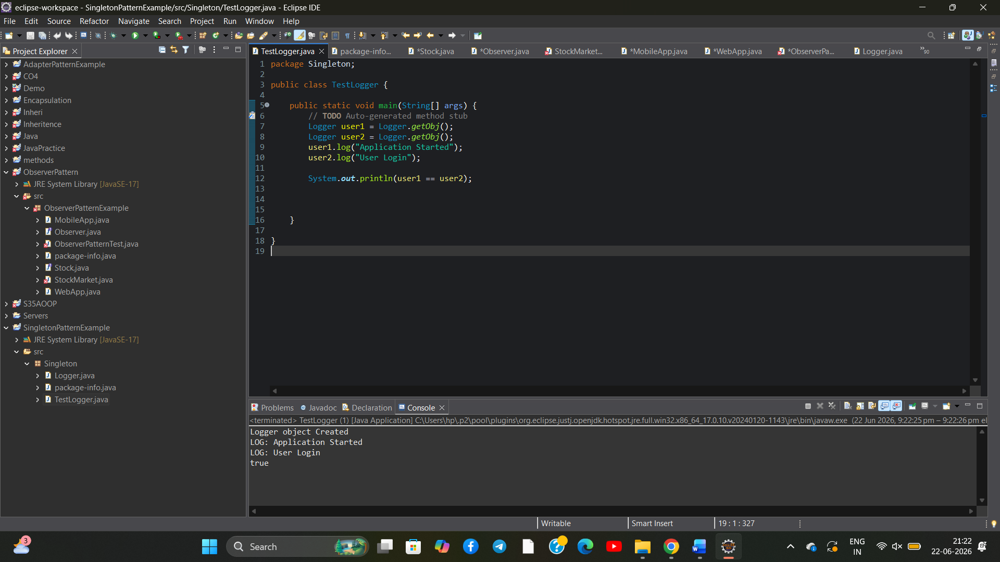 eclipse-workspace - SingletonPatternExample/src/Singleton/TestLogger.java - Eclipse IDE
File Edit Source Refactor Navigate Search Project Run Window Help
Project Explorer
AdapterPatternExample
CO4
Demo
Encapsulation
Inheri
Inheritence
Java
JavaPractice
methods
ObserverPattern
JRE System Library [JavaSE-17]
src
ObserverPatternExample
MobileApp.java
Observer.java
ObserverPatternTest.java
package-info.java
Stock.java
StockMarket.java
WebApp.java
S35AOOP
Servers
SingletonPatternExample
JRE System Library [JavaSE-17]
src
Singleton
Logger.java
package-info.java
TestLogger.java
TestLogger.java package-info... *Stock.java *Observer.java StockMarket... *MobileApp.java *WebApp.java *ObserverPa... Logger.java »90
1 package Singleton;
2
3 public class TestLogger {
4
5 public static void main(String[] args) {
6 // TODO Auto-generated method stub
7 Logger user1 = Logger.getObj();
8 Logger user2 = Logger.getObj();
9 user1.log("Application Started");
10 user2.log("User Login");
11
12 System.out.println(user1 == user2);
13
14
15
16 }
17
18 }
19
Problems Javadoc Declaration Console
<terminated> TestLogger (1) [Java Application] C:\Users\hp\.p2\pool\plugins\org.eclipse.justj.openjdk.hotspot.jre.full.win32.x86_64_17.0.10.v20240120-1143\jre\bin\javaw.exe (22 Jun 2026, 9:22:25 pm – 9:22:26 pm el
Logger object Created
LOG: Application Started
LOG: User Login
true
Writable Smart Insert 19 : 1 : 327
3
Search
ENG
IN
21:22
22-06-2026